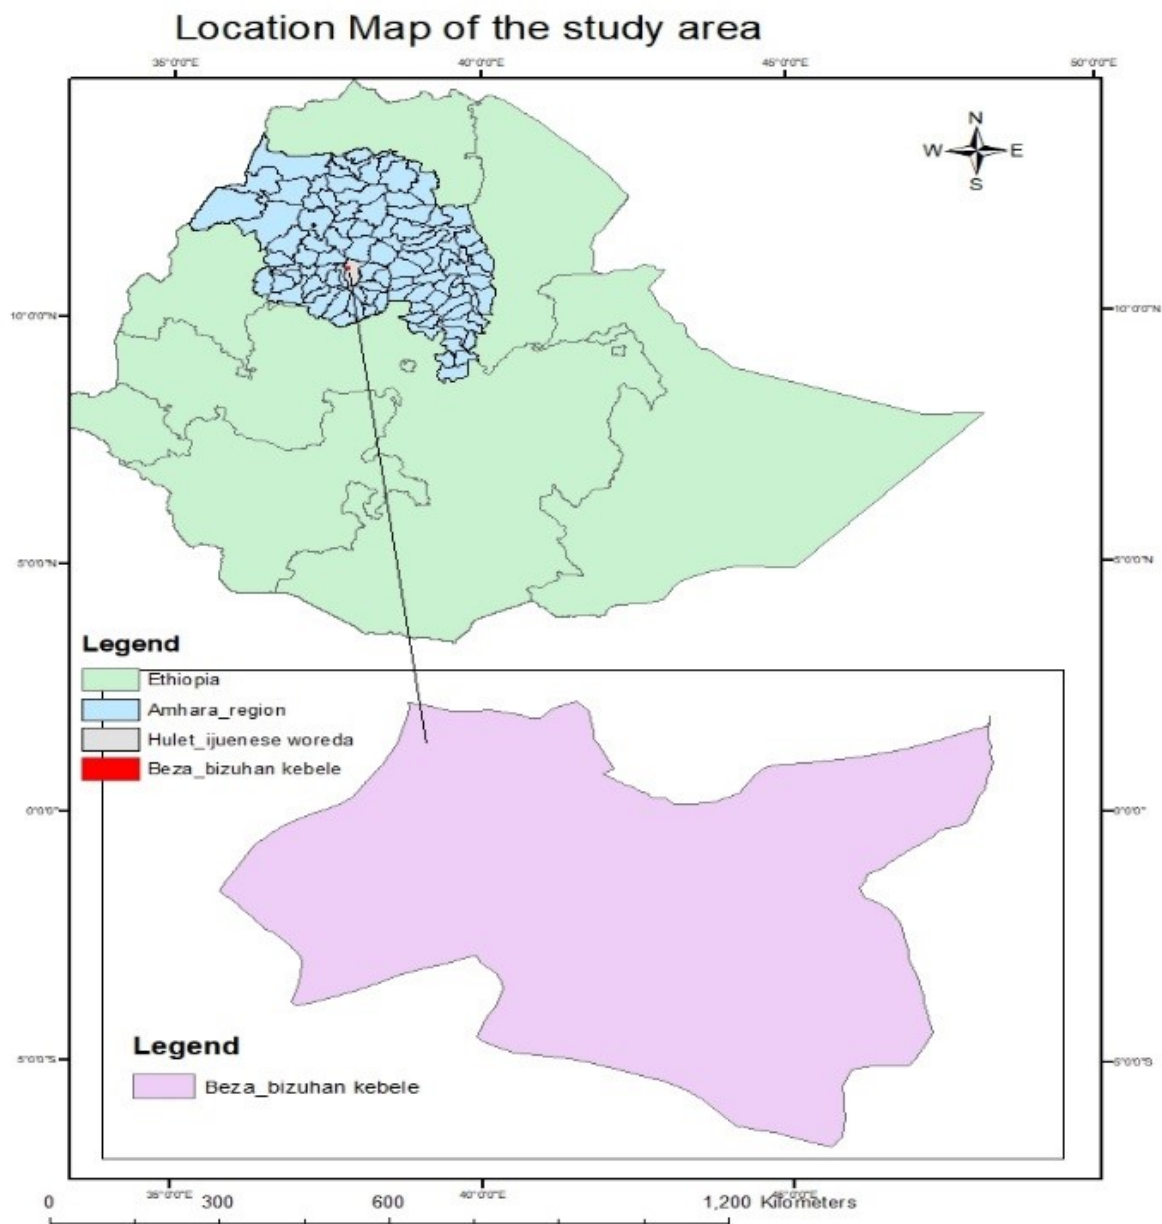 Location Map of the study area
35°0'0"E 40°0'0"E 45°0'0"E 50°0'0"E
N
W E
S
10°0'0"N 10°0'0"N
5°0'0"N 5°0'0"N
Legend
Ethiopia
Amhara_region
Hulet_ijuenese woreda
Beza_bizuhan kebele
0°0'0" 0°0'0"
5°0'0"S 5°0'0"S
Legend
Beza_bizuhan kebele
35°0'0"E 40°0'0"E
0 300 600 1,200 Kilometers